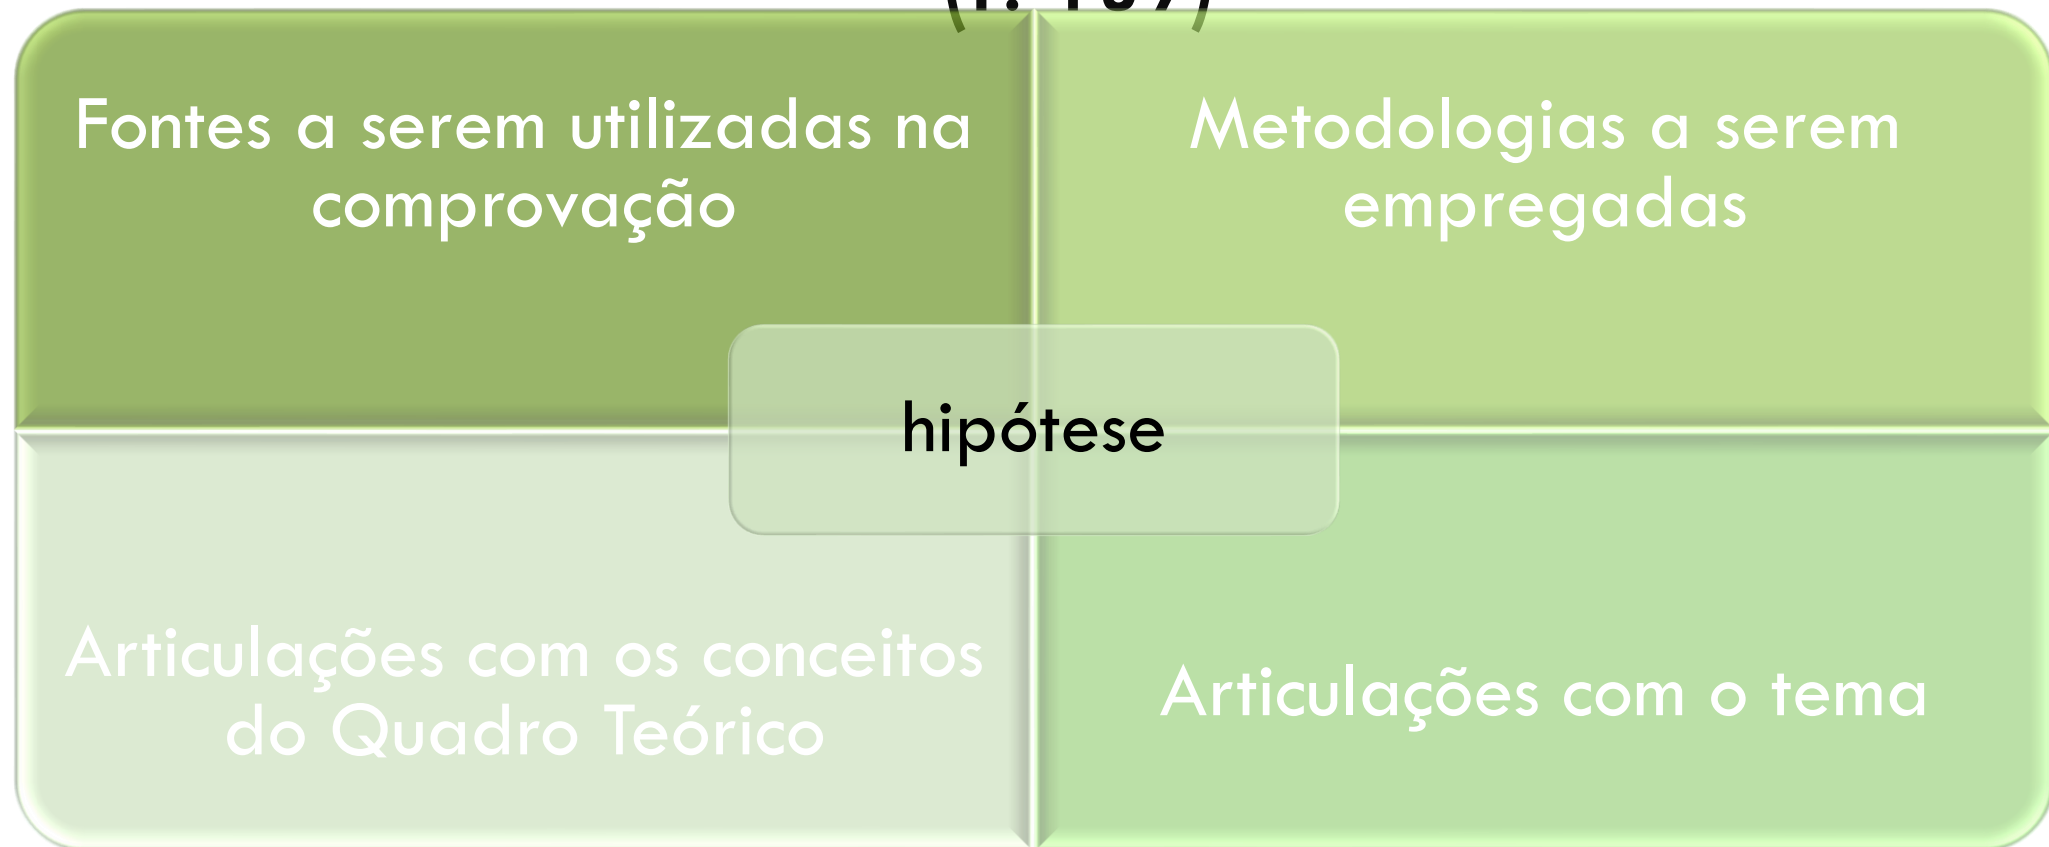 Fontes a serem utilizadas na
comprovação
Metodologias a serem
empregadas
hipótese
Articulações com os conceitos
do Quadro Teórico
Articulações com o tema